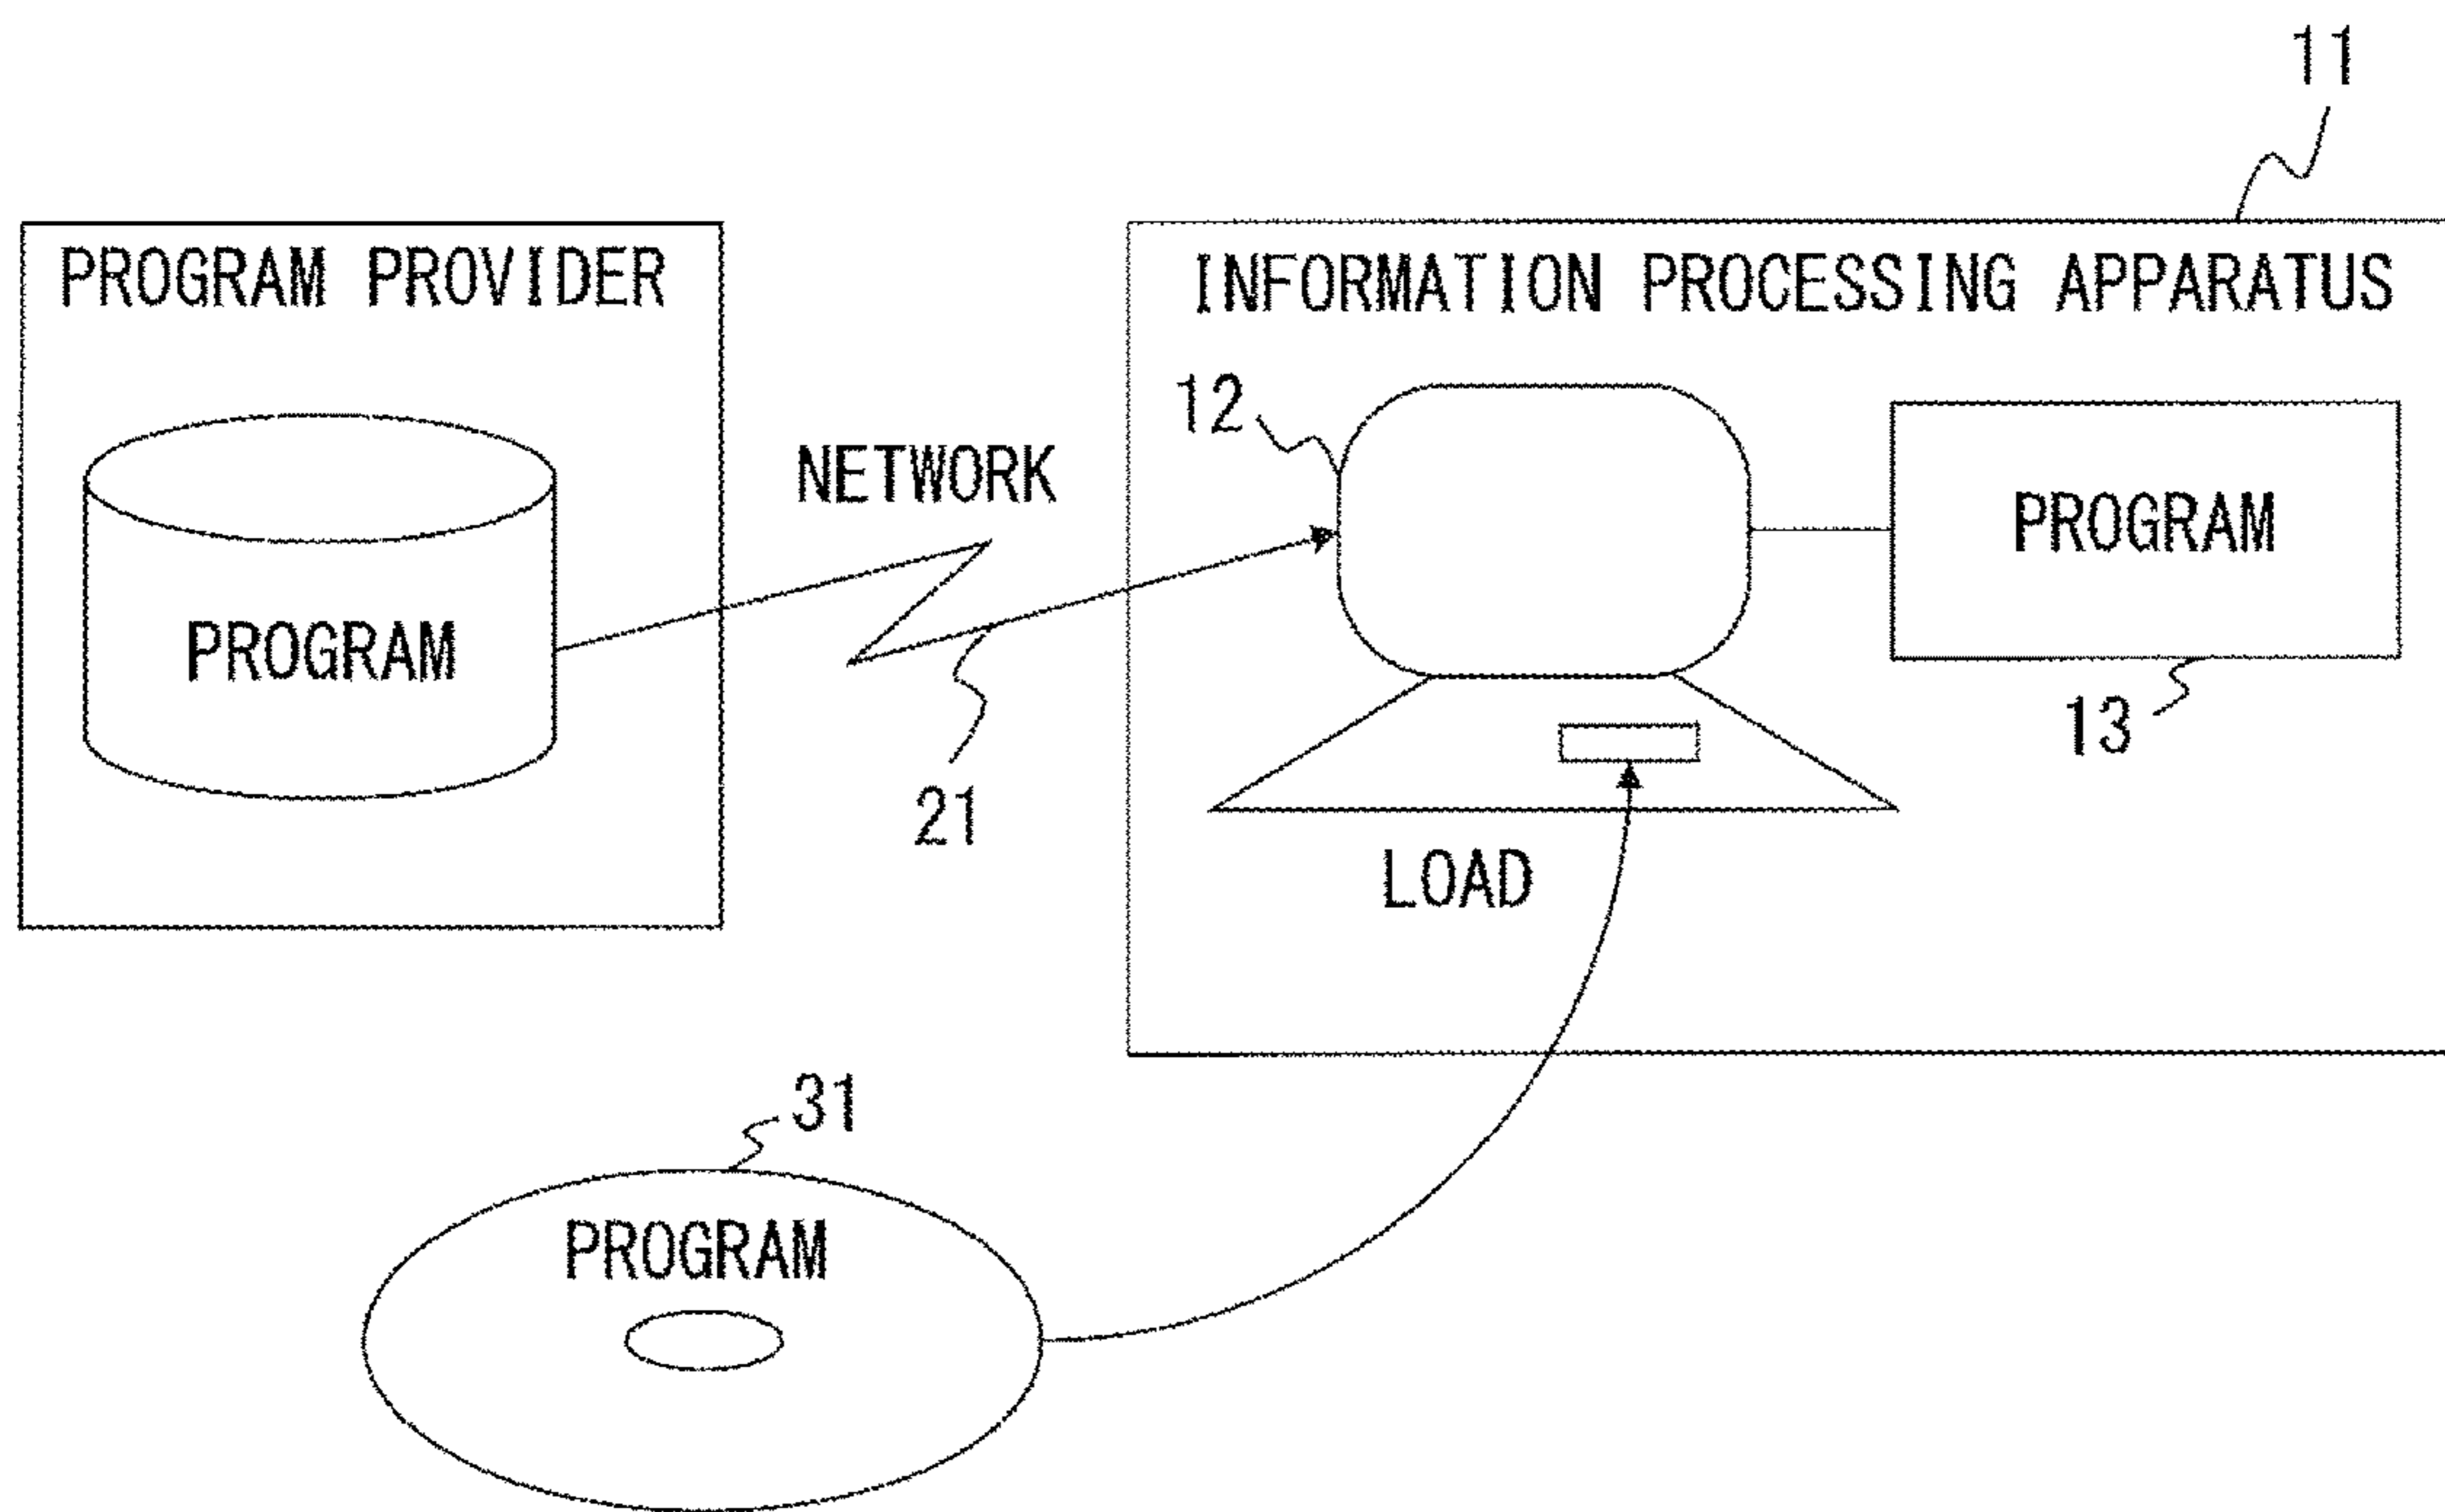 11
PROGRAM PROVIDER
INFORMATION PROCESSING APPARATUS
12
NETWORK
PROGRAM
PROGRAM
13
21
LOAD
31
PROGRAM